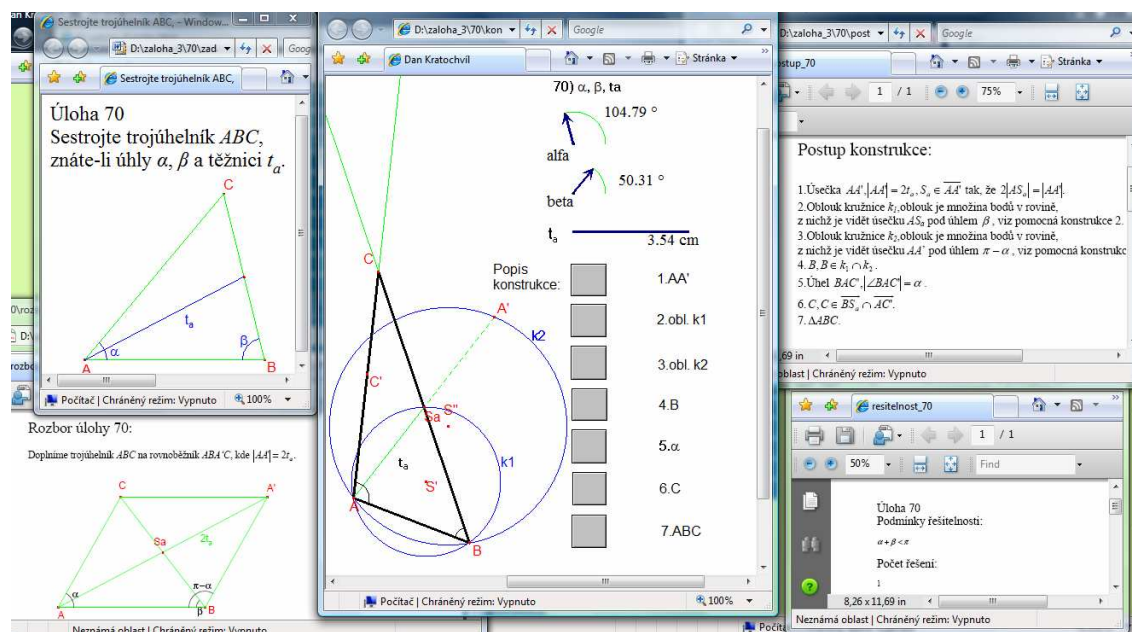 Sestrojte trojúhelník ABC, - Window...
D:\zaloha_3\70\zad
Goog
Sestrojte trojúhelník ABC,
Úloha 70
Sestrojte trojúhelník ABC,
znáte-li úhly α, β a těžnici ta.
C
ta
α
β
A
B
Počítač | Chráněný režim: Vypnuto
100%
Rozbor úlohy 70:
Doplníme trojúhelník ABC na rovnoběžník ABA'C, kde |AA'| = 2ta.
C
A'
Sa
2ta
π−α
α
β
A
B
Neznámá oblast | Chráněný režim: Vypnuto
D:\zaloha_3\70\kon
Google
Dan Kratochvíl
Stránka
70) α, β, ta
104.79 °
alfa
50.31 °
beta
ta
3.54 cm
Popis
konstrukce:
1.AA'
2.obl. k1
3.obl. k2
4.B
5.α
6.C
7.ABC
C
A'
k2
C'
Sa
S''
ta
k1
S'
A
B
Počítač | Chráněný režim: Vypnuto
100%
D:\zaloha_3\70\post
Google
stup_70
Stránka
1 / 1
75%
Postup konstrukce:
1.Úsečka AA',|AA'| = 2ta, Sa ∈ AA' tak, že 2|ASa| = |AA'|.
2.Oblouk kružnice k1,oblouk je množina bodů v rovině,
z nichž je vidět úsečku ASa pod úhlem β, viz pomocná konstrukce 2.
3.Oblouk kružnice k2,oblouk je množina bodů v rovině,
z nichž je vidět úsečku AA' pod úhlem π − α, viz pomocná konstrukc
4. B, B ∈ k1 ∩ k2.
5.Úhel BAC',|∠BAC'| = α.
6. C, C ∈ BSa ∩ AC'.
7. ΔABC.
,69 in
oblast | Chráněný režim: Vypnuto
resitelnost_70
1 / 1
50%
Find
Úloha 70
Podmínky řešitelnosti:
α + β < π
Počet řešení:
1
8,26 x 11,69 in
Neznámá oblast | Chráněný režim: Vypnuto